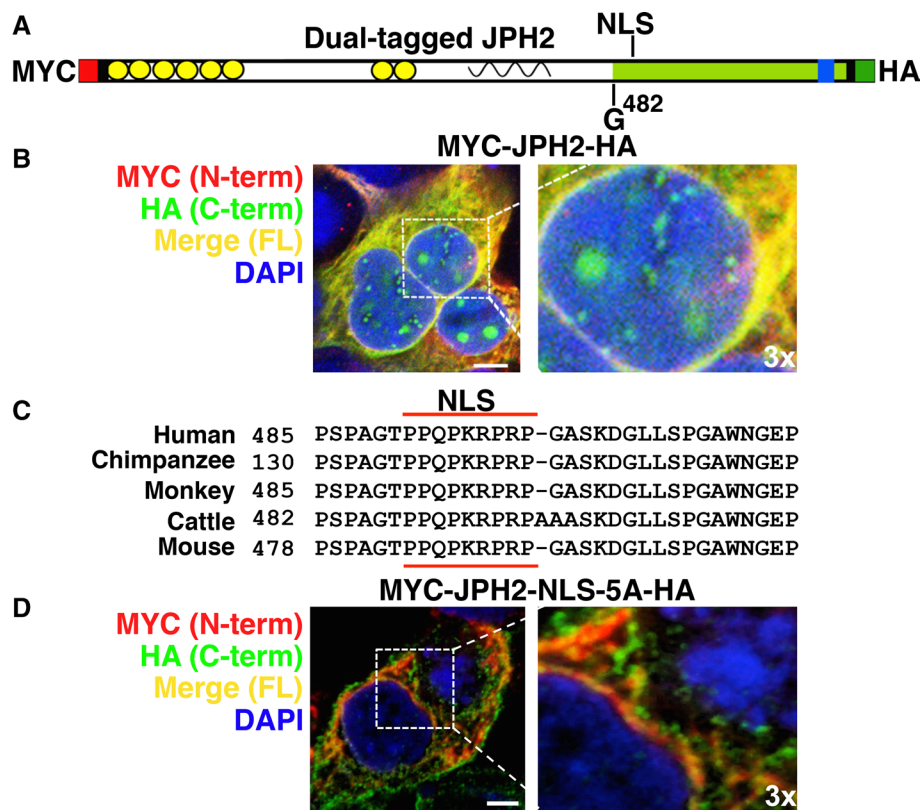 A
Dual-tagged JPH2
NLS
MYC
HA
G482
B
MYC-JPH2-HA
MYC (N-term)
HA (C-term)
Merge (FL)
DAPI
3x
C
NLS
Human 485 PSPAGTPPQPKRPRP-GASKDGLLSPGAWNGEP
Chimpanzee 130 PSPAGTPPQPKRPRP-GASKDGLLSPGAWNGEP
Monkey 485 PSPAGTPPQPKRPRP-GASKDGLLSPGAWNGEP
Cattle 482 PSPAGTPPQPKRPRPAAASKDGLLSPGAWNGEP
Mouse 478 PSPAGTPPQPKRPRP-GASKDGLLSPGAWNGEP
MYC-JPH2-NLS-5A-HA
D
MYC (N-term)
HA (C-term)
Merge (FL)
DAPI
3x